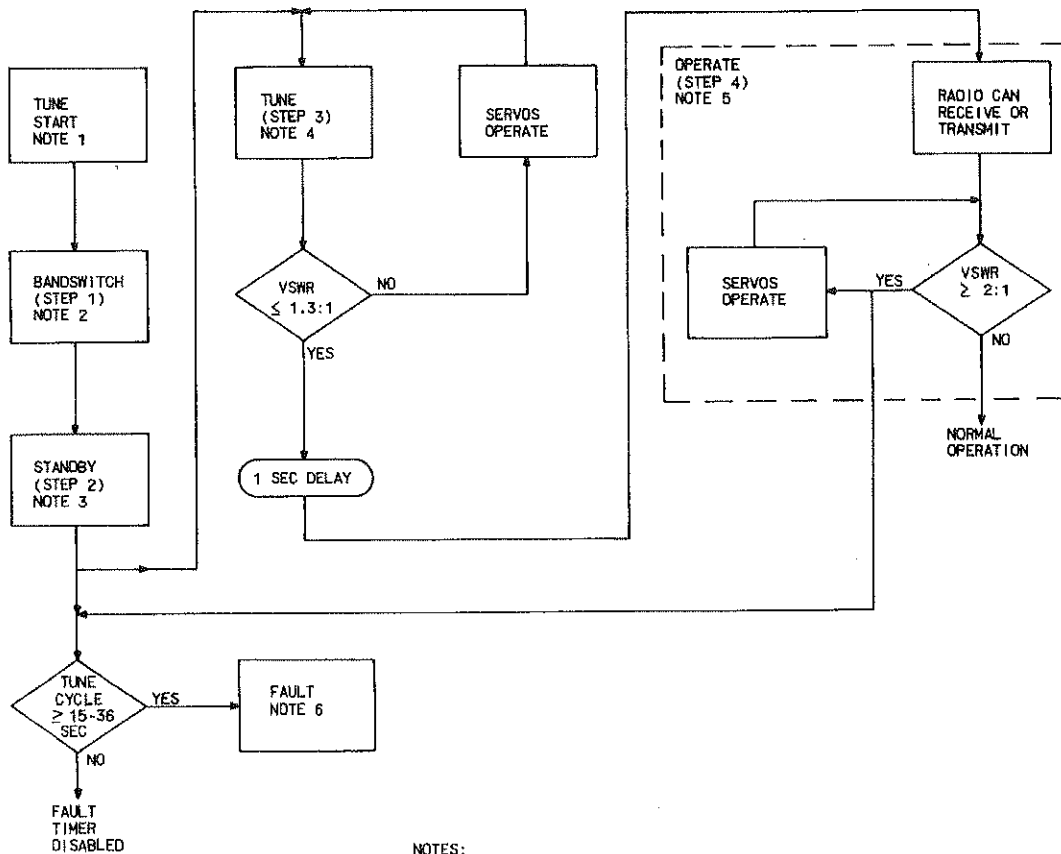 TUNE
START
NOTE 1
BANDSWITCH
(STEP 1)
NOTE 2
STANDBY
(STEP 2)
NOTE 3
TUNE
CYCLE
≥ 15-36
SEC
YES
NO
FAULT
NOTE 6
FAULT
TIMER
DISABLED
TUNE
(STEP 3)
NOTE 4
SERVOS
OPERATE
VSWR
≤ 1.3:1
NO
YES
1 SEC DELAY
OPERATE
(STEP 4)
NOTE 5
RADIO CAN
RECEIVE OR
TRANSMIT
SERVOS
OPERATE
YES
VSWR
≥ 2:1
NO
NORMAL
OPERATION
NOTES: